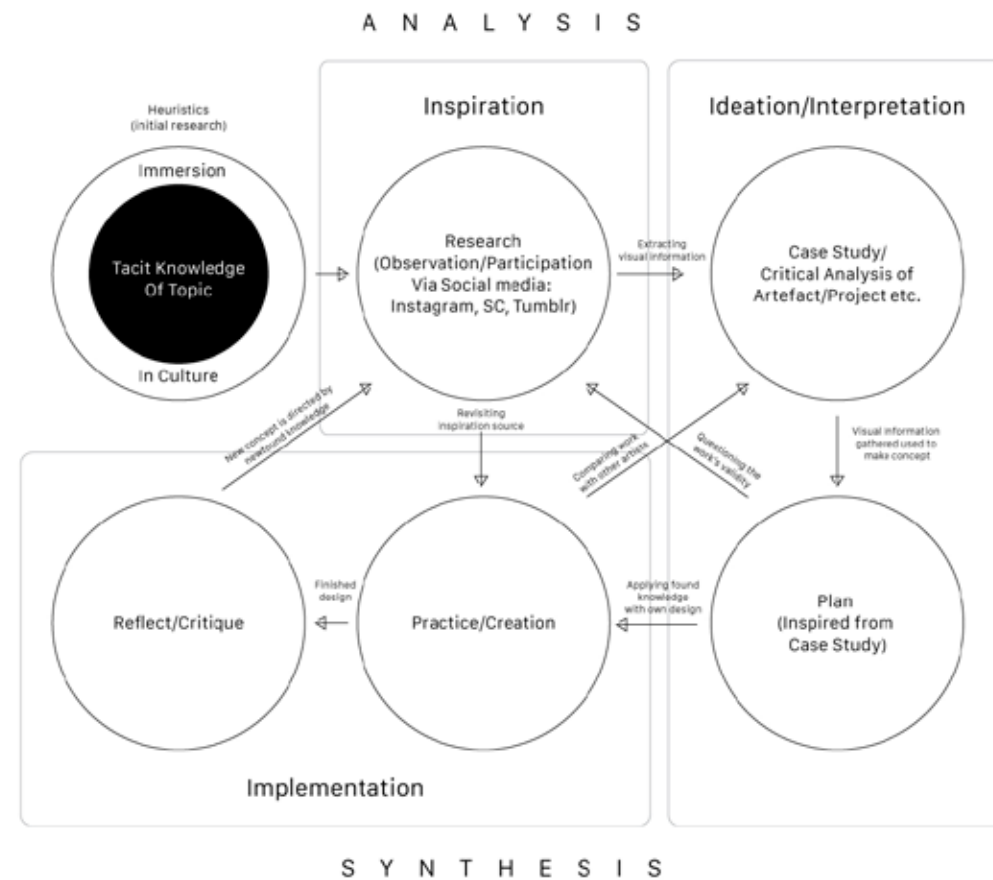 ANALYSIS
Inspiration
Ideation/Interpretation
Heuristics
(initial research)
Immersion
Tacit Knowledge
Of Topic
In Culture
Research
(Observation/Participation
Via Social media:
Instagram, SC, Tumblr)
Extracting
visual information
Case Study/
Critical Analysis of
Artefact/Project etc.
New concept is directed by
newfound knowledge
Revisiting
inspiration source
Comparing work
with other artists
Questioning the
work's validity
Visual information
gathered used to
make concept
Reflect/Critique
Finished
design
Practice/Creation
Applying found
knowledge
with own design
Plan
(Inspired from
Case Study)
Implementation
SYNTHESIS